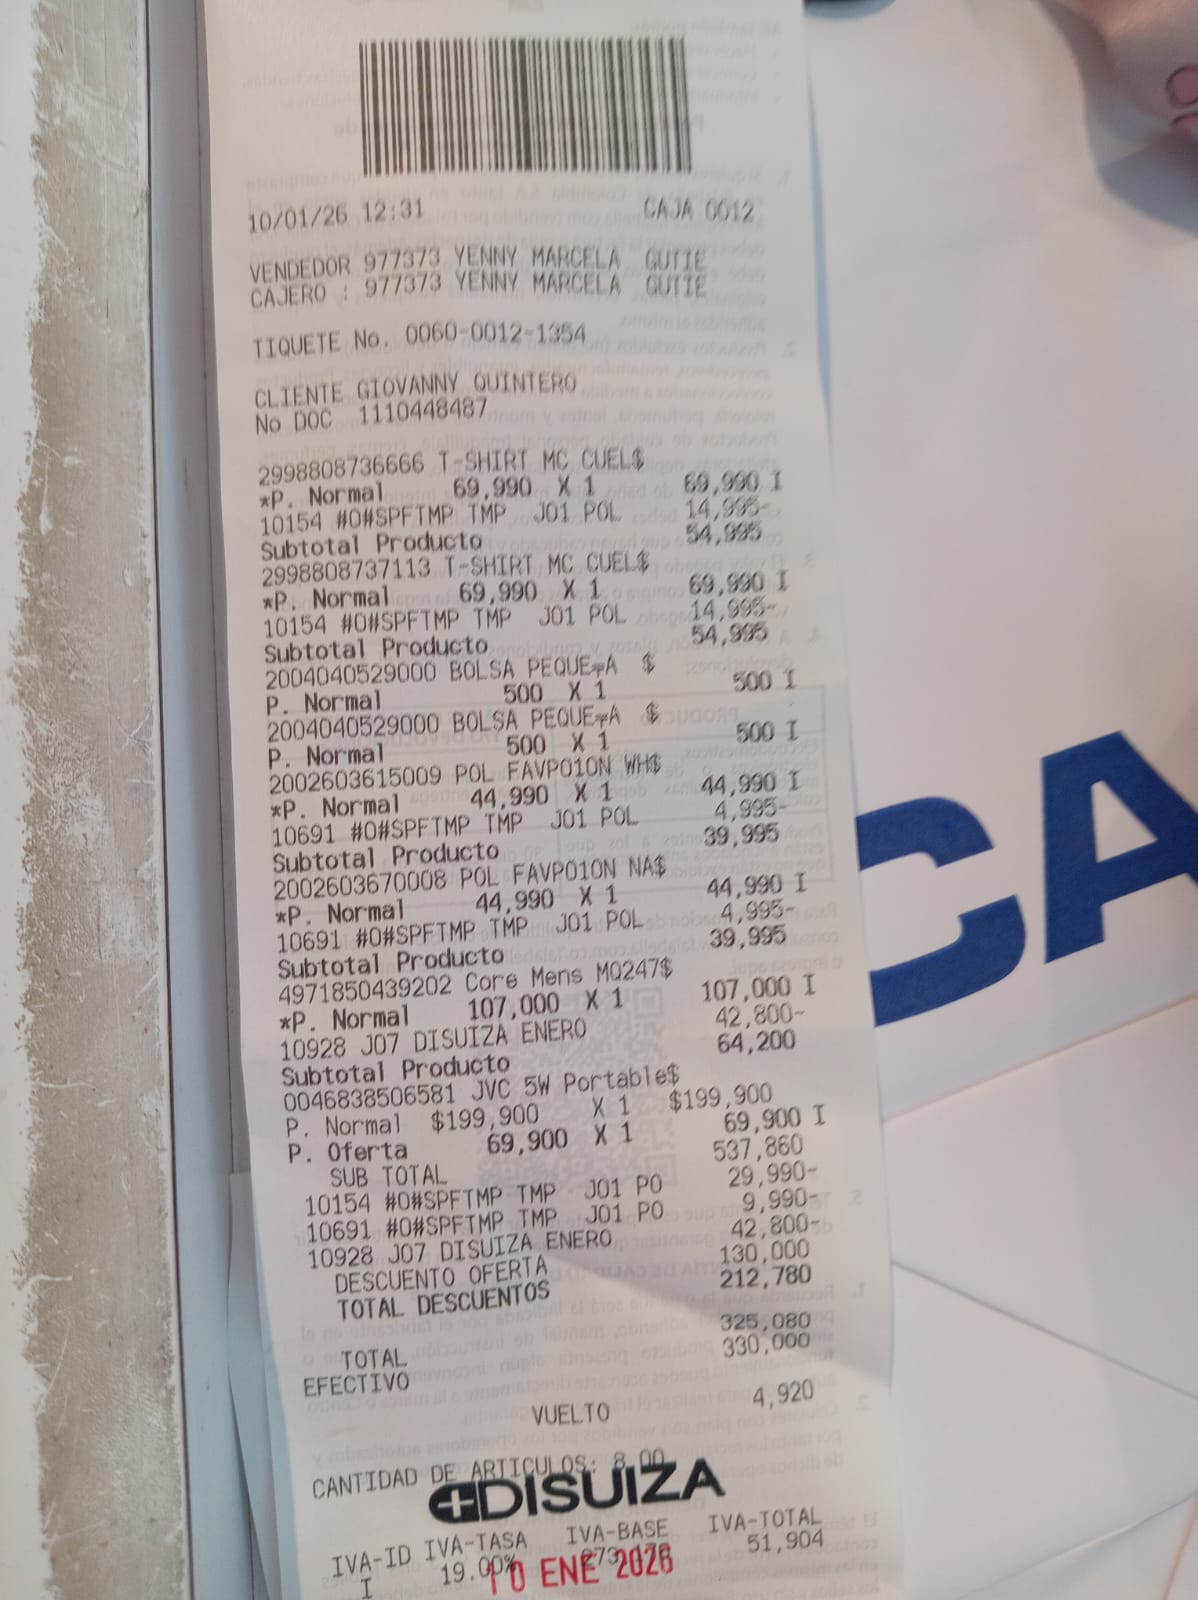 10/01/26 12:31 CAJA 0012
VENDEDOR 977373 YENNY MARCELA GUTIE
CAJERO : 977373 YENNY MARCELA GUTIE
TIQUETE No. 0060-0012-1354
CLIENTE GIOVANNY QUINTERO
No DOC 1110448487
2998808736666 T-SHIRT MC CUEL$
*P. Normal 69,990 X 1 69,990 I
10154 #O#SPFTMP TMP J01 POL 14,995-
Subtotal Producto 54,995
2998808737113 T-SHIRT MC CUEL$
*P. Normal 69,990 X 1 69,990 I
10154 #O#SPFTMP TMP J01 POL 14,995-
Subtotal Producto 54,995
2004040529000 BOLSA PEQUE╤A $
P. Normal 500 X 1 500 I
2004040529000 BOLSA PEQUE╤A $
P. Normal 500 X 1 500 I
2002603615009 POL FAVPO1ON WH$
*P. Normal 44,990 X 1 44,990 I
10691 #O#SPFTMP TMP J01 POL 4,995-
Subtotal Producto 39,995
2002603670008 POL FAVPO1ON NA$
*P. Normal 44,990 X 1 44,990 I
10691 #O#SPFTMP TMP J01 POL 4,995-
Subtotal Producto 39,995
4971850439202 Core Mens MQ247$
*P. Normal 107,000 X 1 107,000 I
10928 J07 DISUIZA ENERO 42,800-
Subtotal Producto 64,200
0046838506581 JVC 5W Portable$
P. Normal $199,900 X 1 $199,900
P. Oferta 69,900 X 1 69,900 I
SUB TOTAL 537,860
10154 #O#SPFTMP TMP J01 PO 29,990-
10691 #O#SPFTMP TMP J01 PO 9,990-
10928 J07 DISUIZA ENERO 42,800-
DESCUENTO OFERTA 130,000
TOTAL DESCUENTOS 212,780
TOTAL 325,080
EFECTIVO 330,000
VUELTO 4,920
CANTIDAD DE ARTICULOS: 8.00
DISUIZA
IVA-ID IVA-TASA IVA-BASE IVA-TOTAL
I 19.00% 51,904
10 ENE 2026
CA